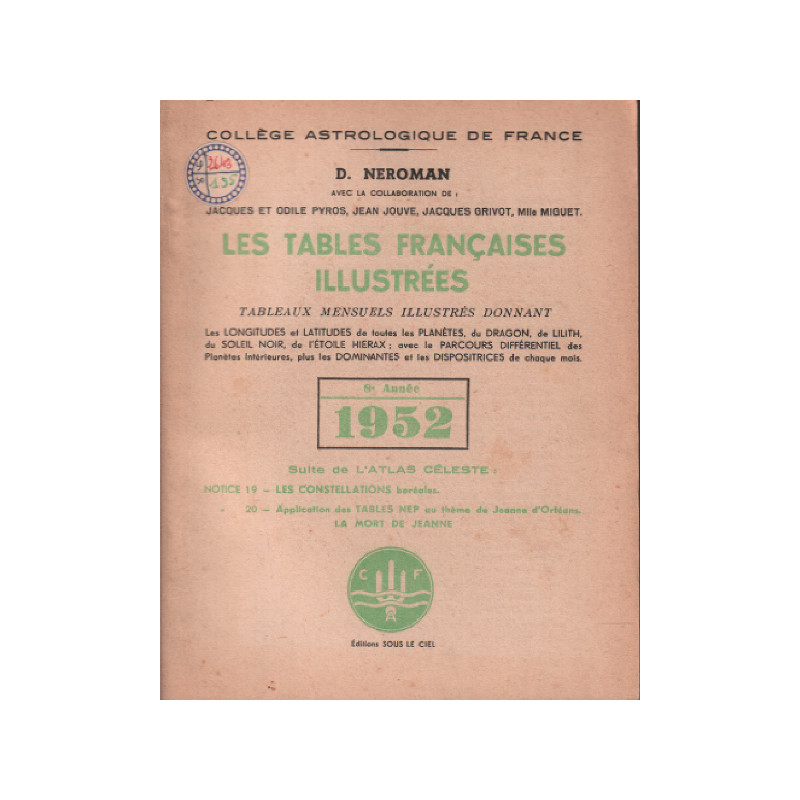 COLLÈGE ASTROLOGIQUE DE FRANCE
D. NEROMAN
AVEC LA COLLABORATION DE :
JACQUES ET ODILE PYROS, JEAN JOUVE, JACQUES GRIVOT, Mlle MIGUET.
LES TABLES FRANÇAISES
ILLUSTRÉES
TABLEAUX MENSUELS ILLUSTRÉS DONNANT
Les LONGITUDES et LATITUDES de toutes les PLANÈTES, du DRAGON, de LILITH,
du SOLEIL NOIR, de l'ÉTOILE HIERAX ; avec le PARCOURS DIFFÉRENTIEL des
Planètes Intérieures, plus les DOMINANTES et les DISPOSITRICES de chaque mois.
8e Année
1952
Suite de L'ATLAS CÉLESTE :
NOTICE 19 — LES CONSTELLATIONS boréales.
20 — Application des TABLES NEP au thème de Jeanne d'Orléans.
LA MORT DE JEANNE
C F
A
Éditions SOUS LE CIEL